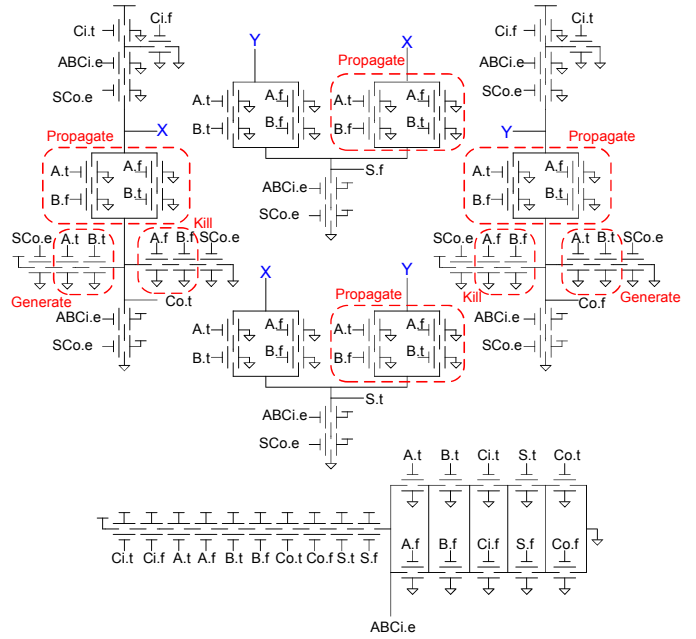 Ci.f
Ci.t
ABCi.e
SCo.e
X
Propagate
A.t
A.f
B.f
B.t
Kill
SCo.e
A.t
B.t
A.f
B.f
SCo.e
Generate
Co.t
ABCi.e
SCo.e
Y
X
Propagate
A.t
A.f
A.t
A.f
B.t
B.f
B.f
B.t
S.f
ABCi.e
SCo.e
X
Y
Propagate
A.t
A.f
A.t
A.f
B.t
B.f
B.f
B.t
S.t
ABCi.e
SCo.e
Ci.f
Ci.t
ABCi.e
SCo.e
Y
Propagate
A.t
A.f
B.f
B.t
SCo.e
A.f
B.f
A.t
B.t
SCo.e
Kill
Generate
Co.f
ABCi.e
SCo.e
A.t B.t Ci.t S.t Co.t
A.f B.f Ci.f S.f Co.f
Ci.t Ci.f A.t A.f B.t B.f Co.t Co.f S.t S.f
ABCi.e